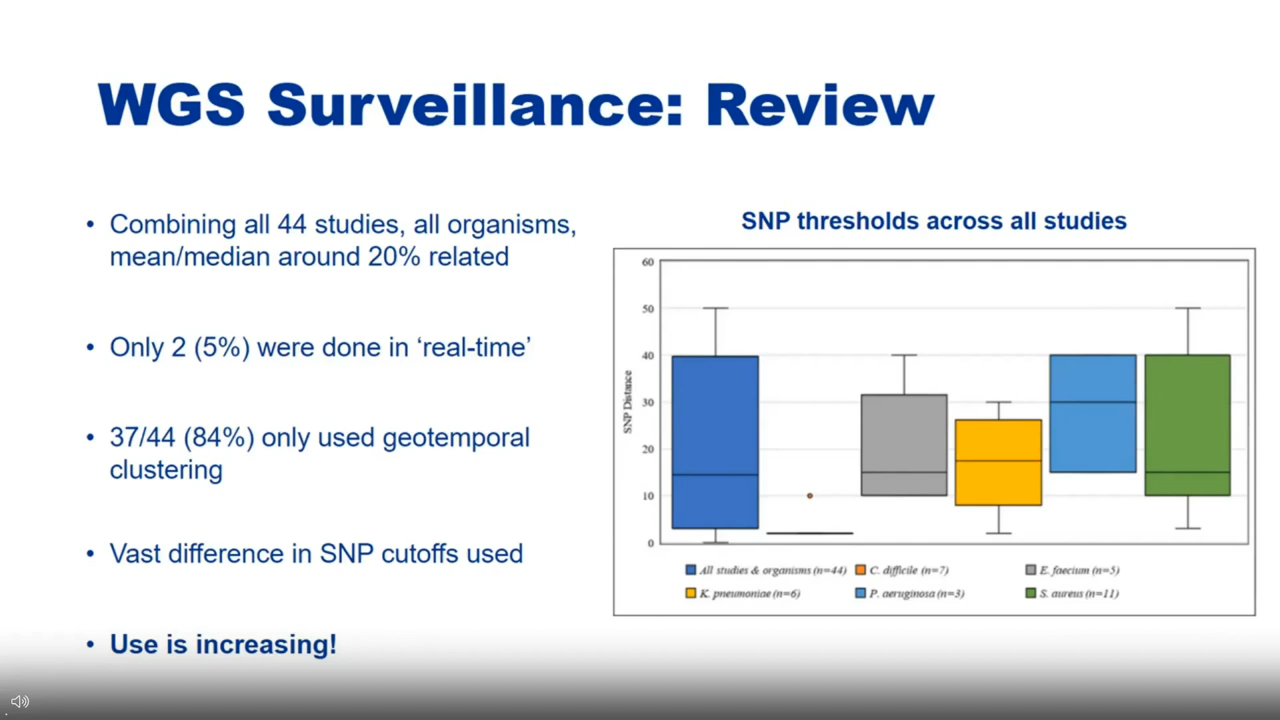 WGS Surveillance: Review
• Combining all 44 studies, all organisms,
mean/median around 20% related
• Only 2 (5%) were done in ‘real-time’
• 37/44 (84%) only used geotemporal
clustering
• Vast difference in SNP cutoffs used
• Use is increasing!
SNP thresholds across all studies
60
50
40
30
20
10
0
SNP Distance
All studies & organisms (n=44) C. difficile (n=7) E. faecium (n=5)
K. pneumoniae (n=6) P. aeruginosa (n=3) S. aureus (n=11)